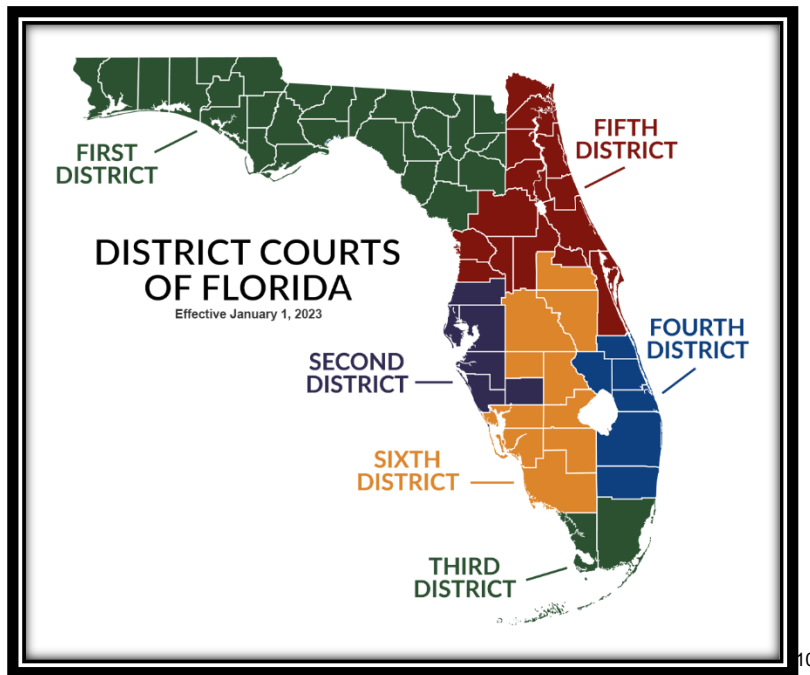 FIRST
DISTRICT
FIFTH
DISTRICT
DISTRICT COURTS
OF FLORIDA
Effective January 1, 2023
SECOND
DISTRICT
FOURTH
DISTRICT
SIXTH
DISTRICT
THIRD
DISTRICT